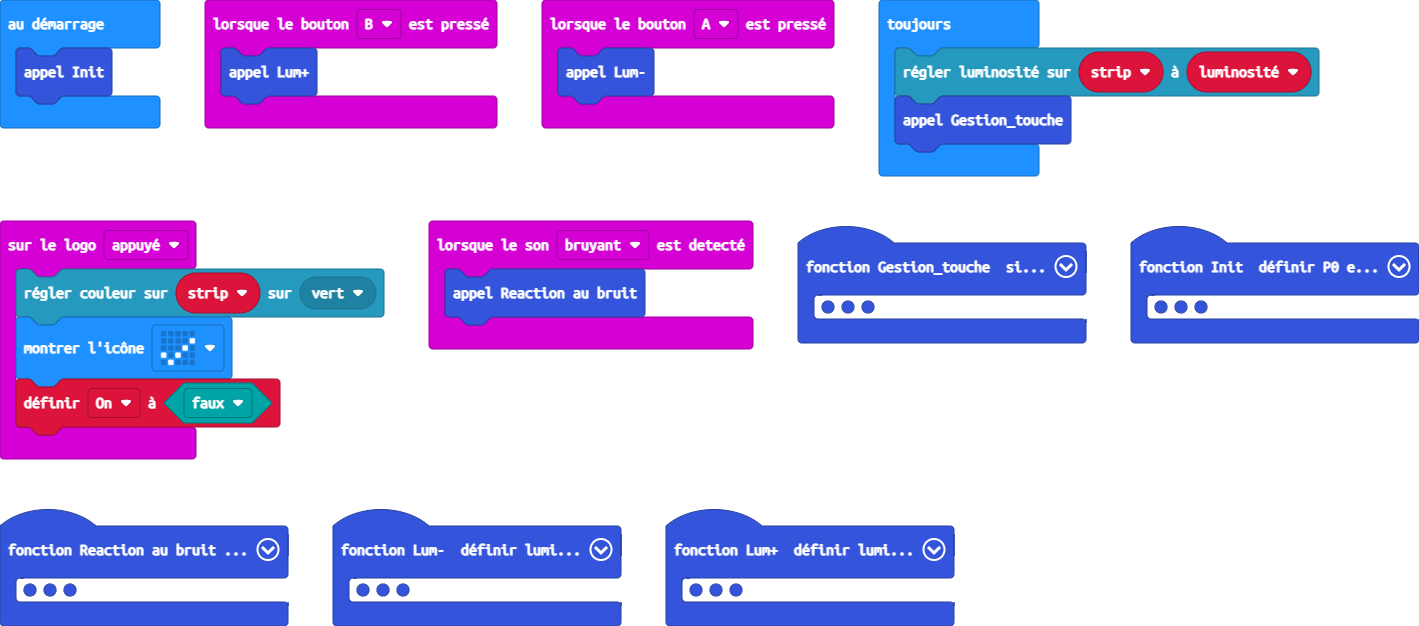 au démarrage
appel Init
lorsque le bouton B est pressé
appel Lum+
lorsque le bouton A est pressé
appel Lum-
toujours
régler luminosité sur strip à luminosité
appel Gestion_touche
sur le logo appuyé
régler couleur sur strip sur vert
montrer l'icône
définir On à faux
lorsque le son bruyant est detecté
appel Reaction au bruit
fonction Gestion_touche si...
fonction Init définir P0 e...
fonction Reaction au bruit ...
fonction Lum- définir lumi...
fonction Lum+ définir lumi...